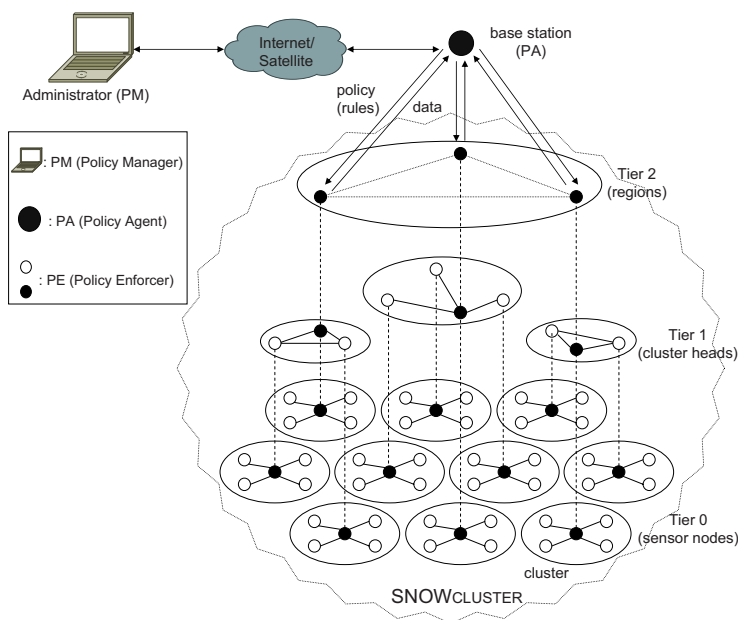 Internet/
Satellite
base station
(PA)
Administrator (PM)
policy
(rules)
data
: PM (Policy Manager)
: PA (Policy Agent)
: PE (Policy Enforcer)
Tier 2
(regions)
Tier 1
(cluster heads)
Tier 0
(sensor nodes)
cluster
SNOWCLUSTER